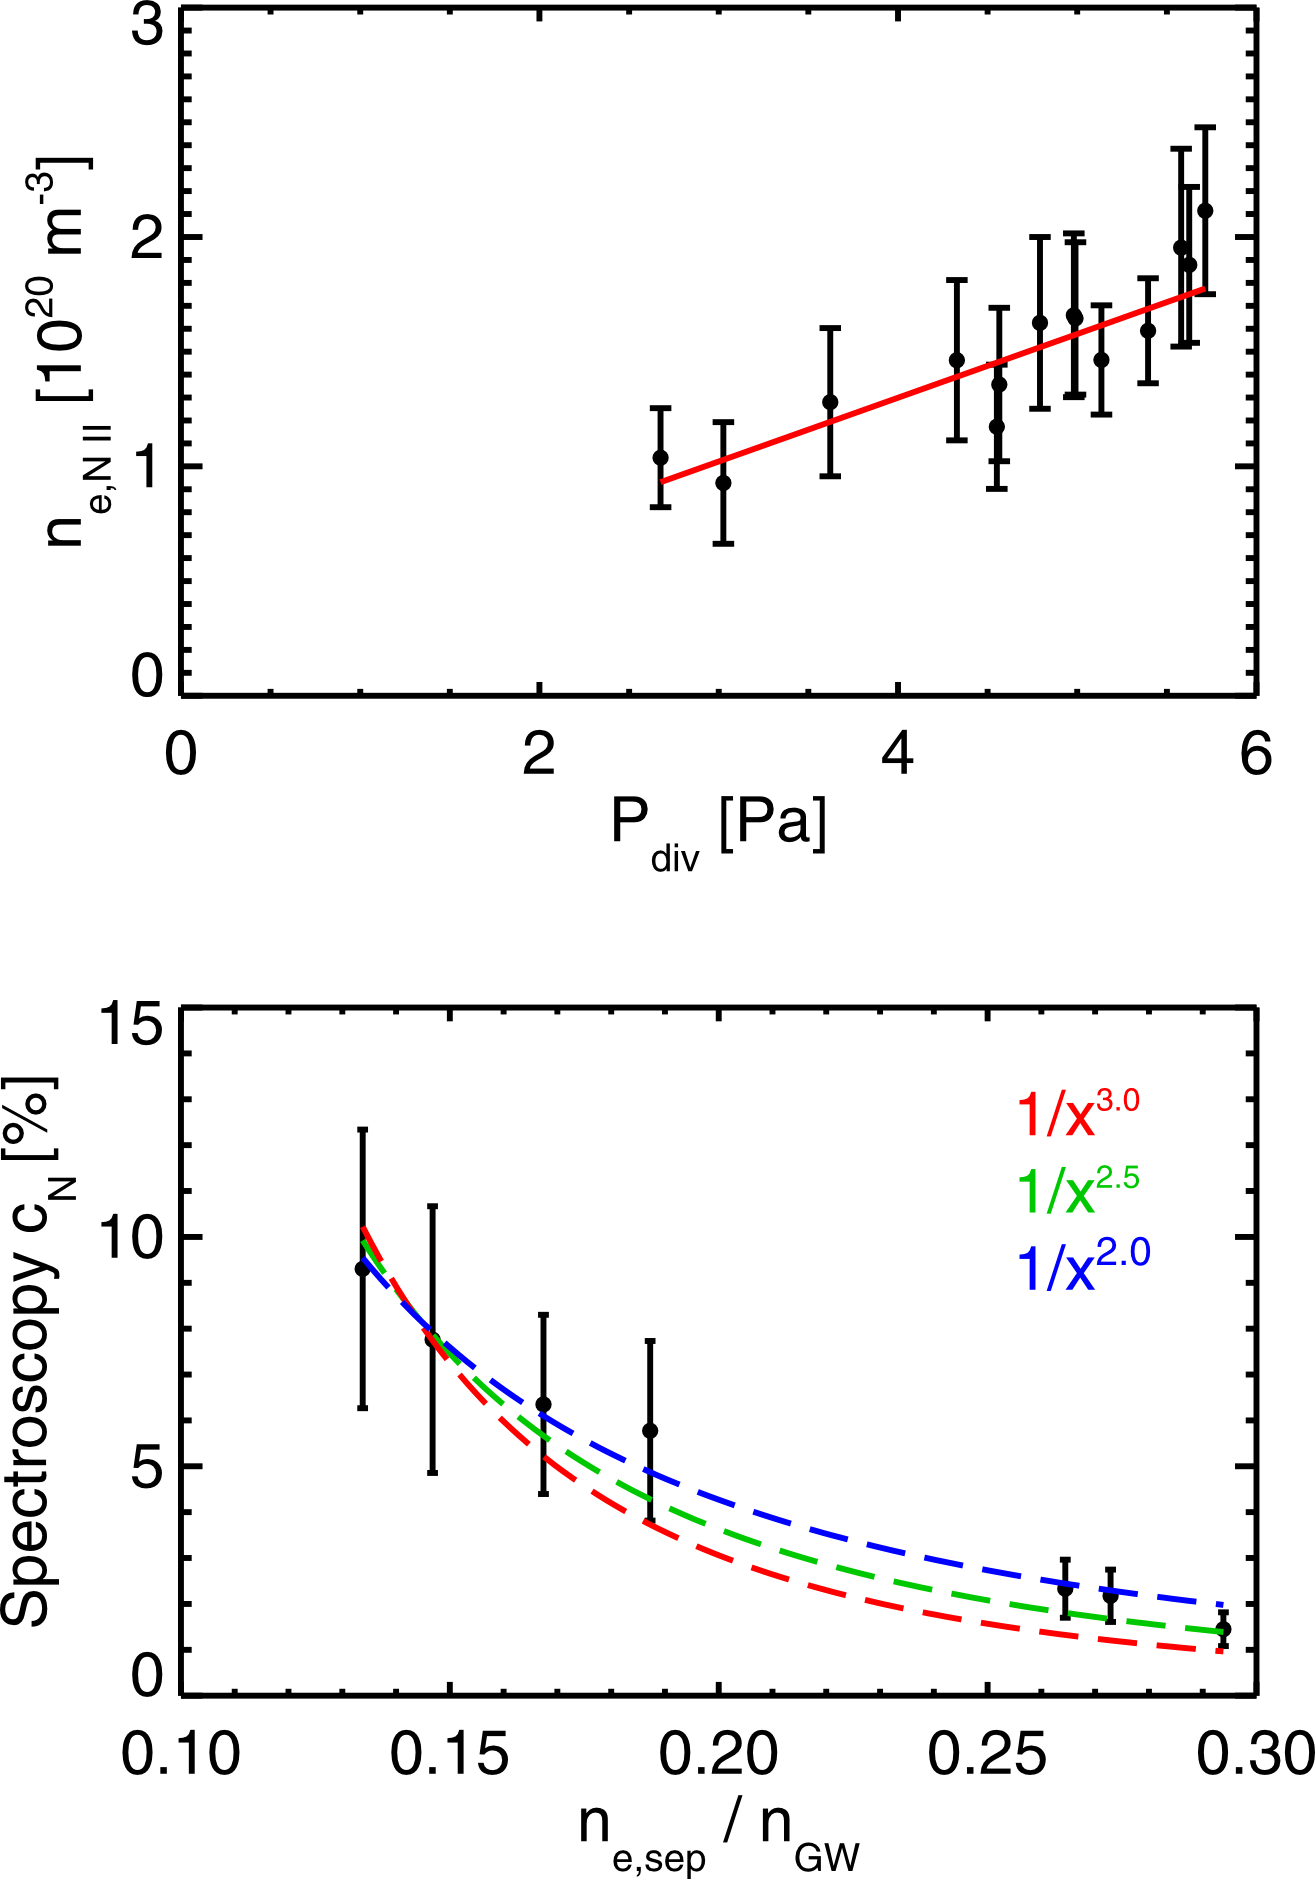 3
2
1
0
n e,N II [10^20 m^-3]
0 2 4 6
P div [Pa]
15
10
5
0
Spectroscopy c N [%]
1/x^3.0
1/x^2.5
1/x^2.0
0.10 0.15 0.20 0.25 0.30
n e,sep / n GW